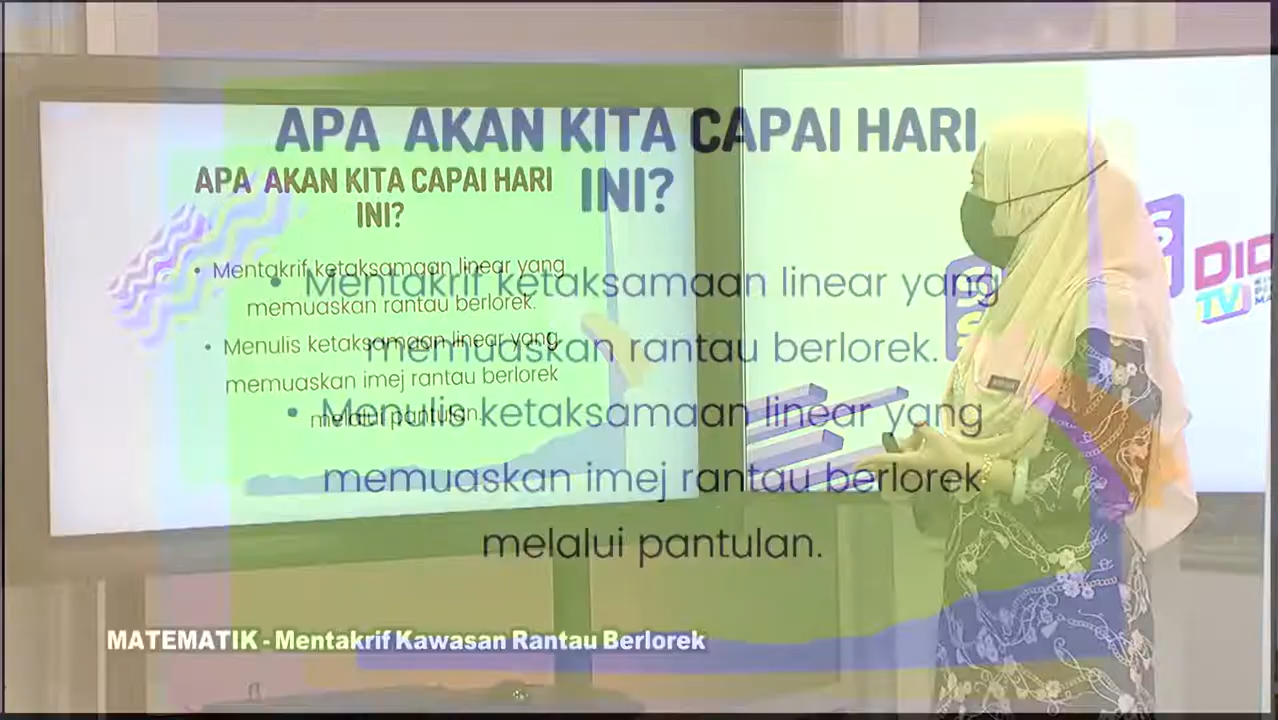 APA AKAN KITA CAPAI HARI
INI?
• Mentakrif ketaksamaan linear yang
memuaskan rantau berlorek.
• Menulis ketaksamaan linear yang
memuaskan imej rantau berlorek
melalui pantulan.
APA AKAN KITA CAPAI HARI
INI?
• Mentakrif ketaksamaan linear yang
memuaskan rantau berlorek.
• Menulis ketaksamaan linear yang
memuaskan imej rantau berlorek
melalui pantulan.
DID
TV
MATEMATIK - Mentakrif Kawasan Rantau Berlorek